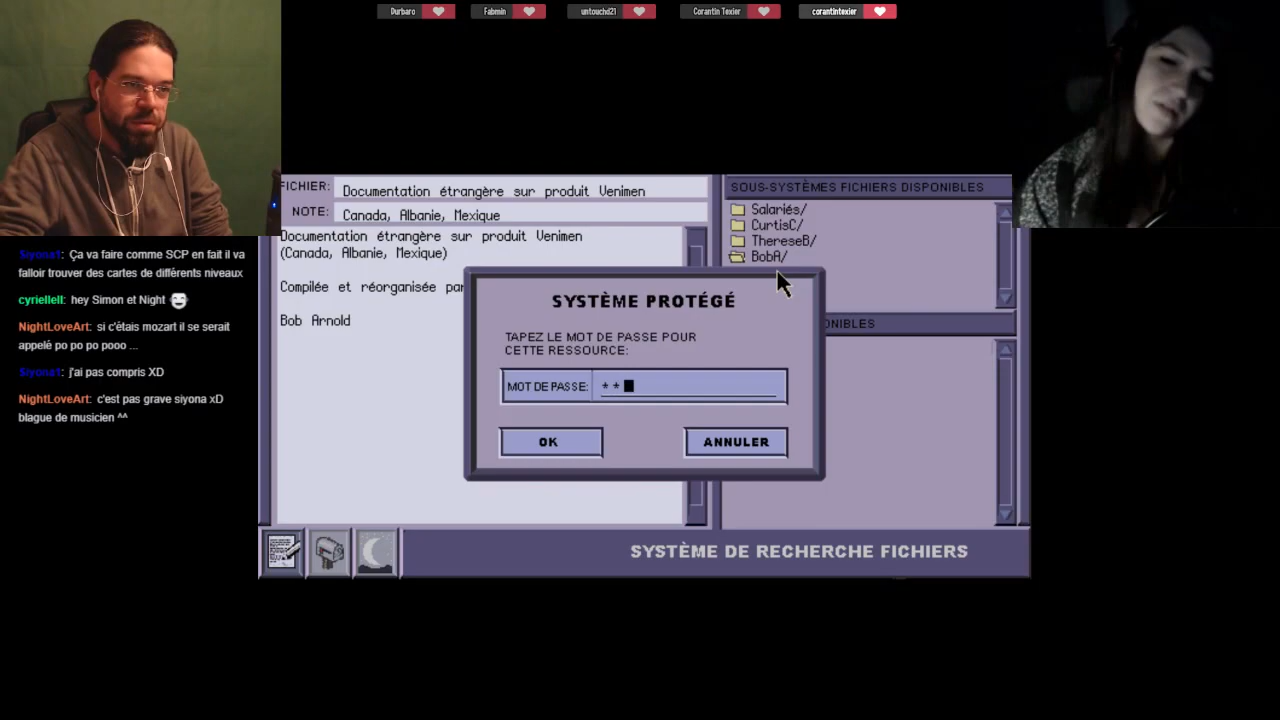 Durbaro
Fabmin
untouchd21
Corantin Texier
corantintexier
FICHIER: Documentation étrangère sur produit Venimen
NOTE: Canada, Albanie, Mexique
Documentation étrangère sur produit Venimen
(Canada, Albanie, Mexique)
Compilée et réorganisée par
Bob Arnold
SOUS-SYSTÈMES FICHIERS DISPONIBLES
Salariés/
CurtisC/
ThereseB/
BobA/
ONIBLES
SYSTÈME PROTÉGÉ
TAPEZ LE MOT DE PASSE POUR
CETTE RESSOURCE:
MOT DE PASSE: **
OK
ANNULER
SYSTÈME DE RECHERCHE FICHIERS
Siyona1: Ça va faire comme SCP en fait il va
falloir trouver des cartes de différents niveaux
cyriellell: hey Simon et Night
NightLoveArt: si c'étais mozart il se serait
appelé po po po pooo ...
Siyona1: j'ai pas compris XD
NightLoveArt: c'est pas grave siyona xD
blague de musicien ^^